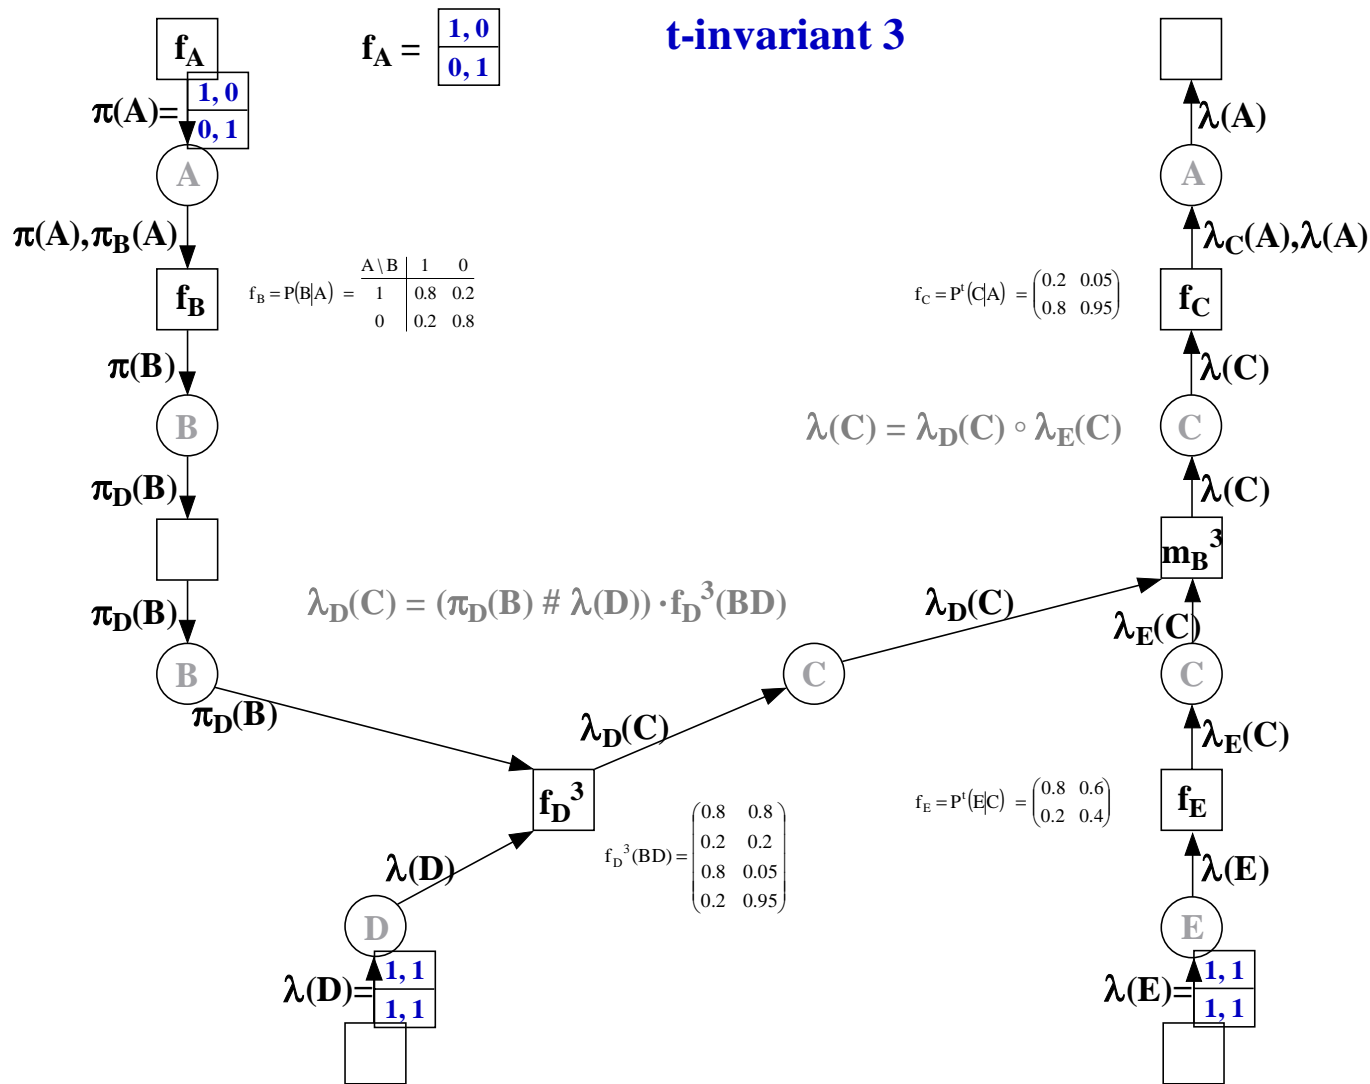 t-invariant 3
f_A
f_A =
1, 0
0, 1
π(A)=
1, 0
0, 1
A
π(A),π_B(A)
f_B
f_B = P(B|A) =
A \ B 1 0
1 0.8 0.2
0 0.2 0.8
π(B)
B
π_D(B)
π_D(B)
B
π_D(B)
λ_D(C) = (π_D(B) # λ(D)) · f_D^3(BD)
f_D^3
f_D^3(BD) =
0.8 0.8
0.2 0.2
0.8 0.05
0.2 0.95
λ(D)
D
λ(D)=
1, 1
1, 1
λ_D(C)
C
λ_D(C)
λ(A)
A
λ_C(A),λ(A)
f_C = P^t(C|A) =
0.2 0.05
0.8 0.95
f_C
λ(C)
λ(C) = λ_D(C) ∘ λ_E(C)
C
λ(C)
m_B^3
λ_E(C)
C
λ_E(C)
f_E = P^t(E|C) =
0.8 0.6
0.2 0.4
f_E
λ(E)
E
λ(E)=
1, 1
1, 1